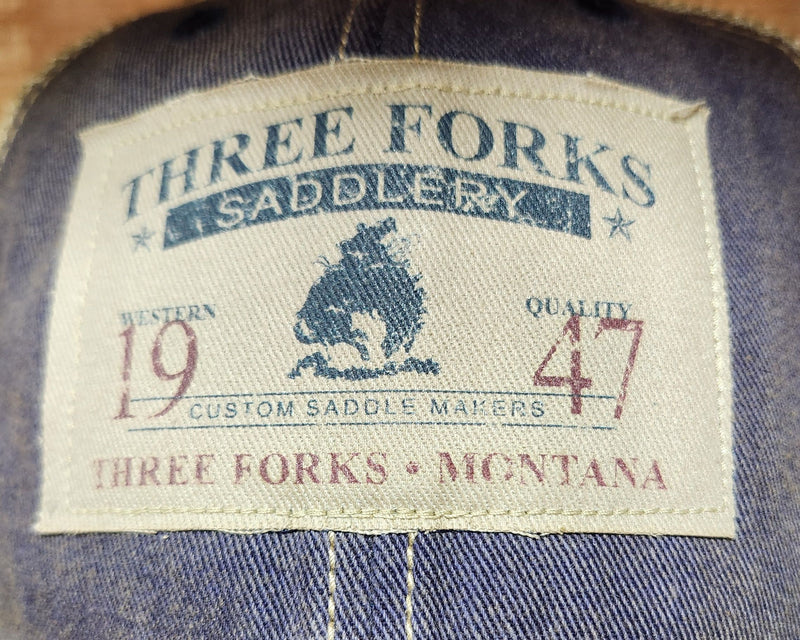 THREE FORKS
SADDLERY
WESTERN QUALITY
19 47
CUSTOM SADDLE MAKERS
THREE FORKS • MONTANA